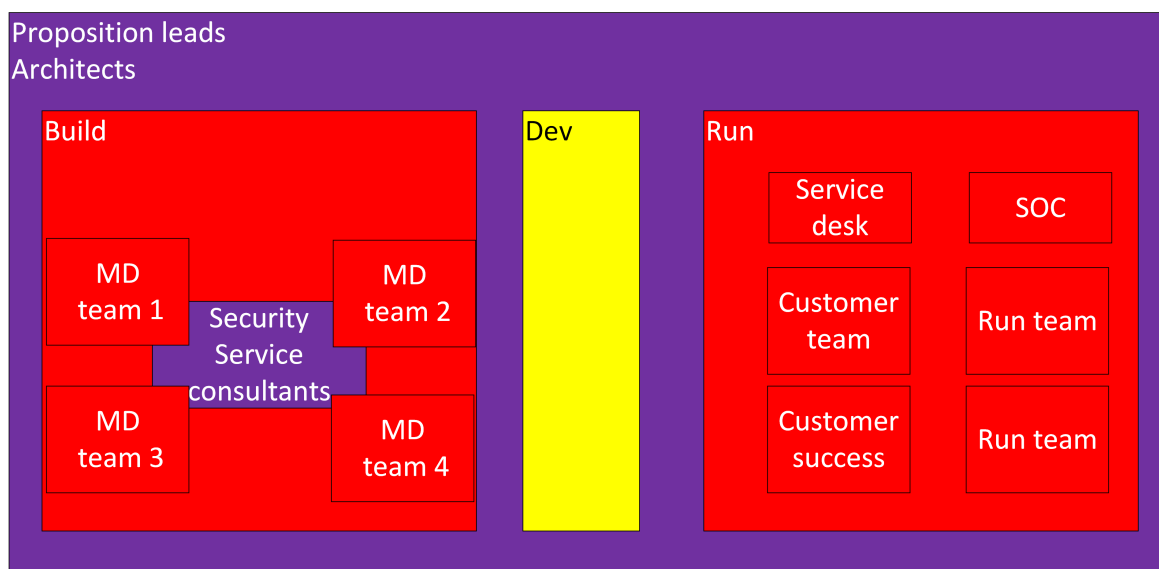 Proposition leads
Architects
Build
Dev
Run
Service
desk
SOC
MD
team 1
MD
team 2
Security
Service
consultants
Customer
team
Run team
MD
team 3
MD
team 4
Customer
success
Run team